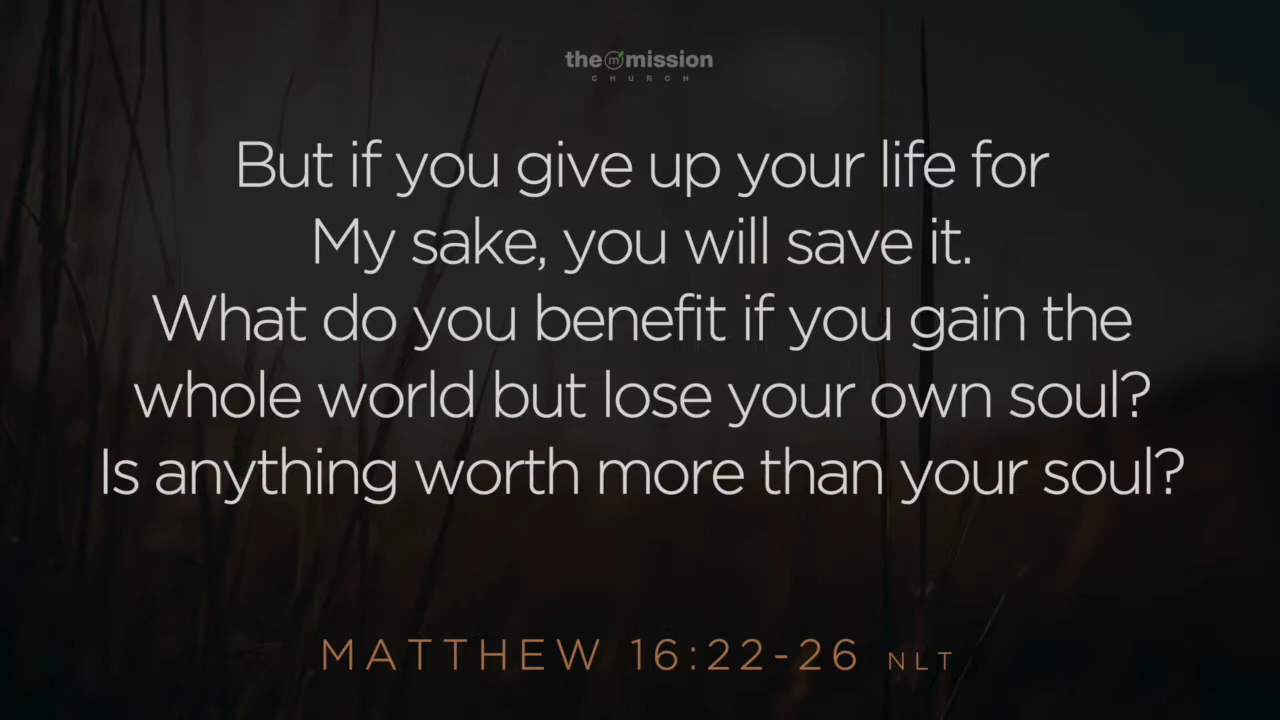 the mission
CHURCH
But if you give up your life for
My sake, you will save it.
What do you benefit if you gain the
whole world but lose your own soul?
Is anything worth more than your soul?
MATTHEW 16:22-26 NLT